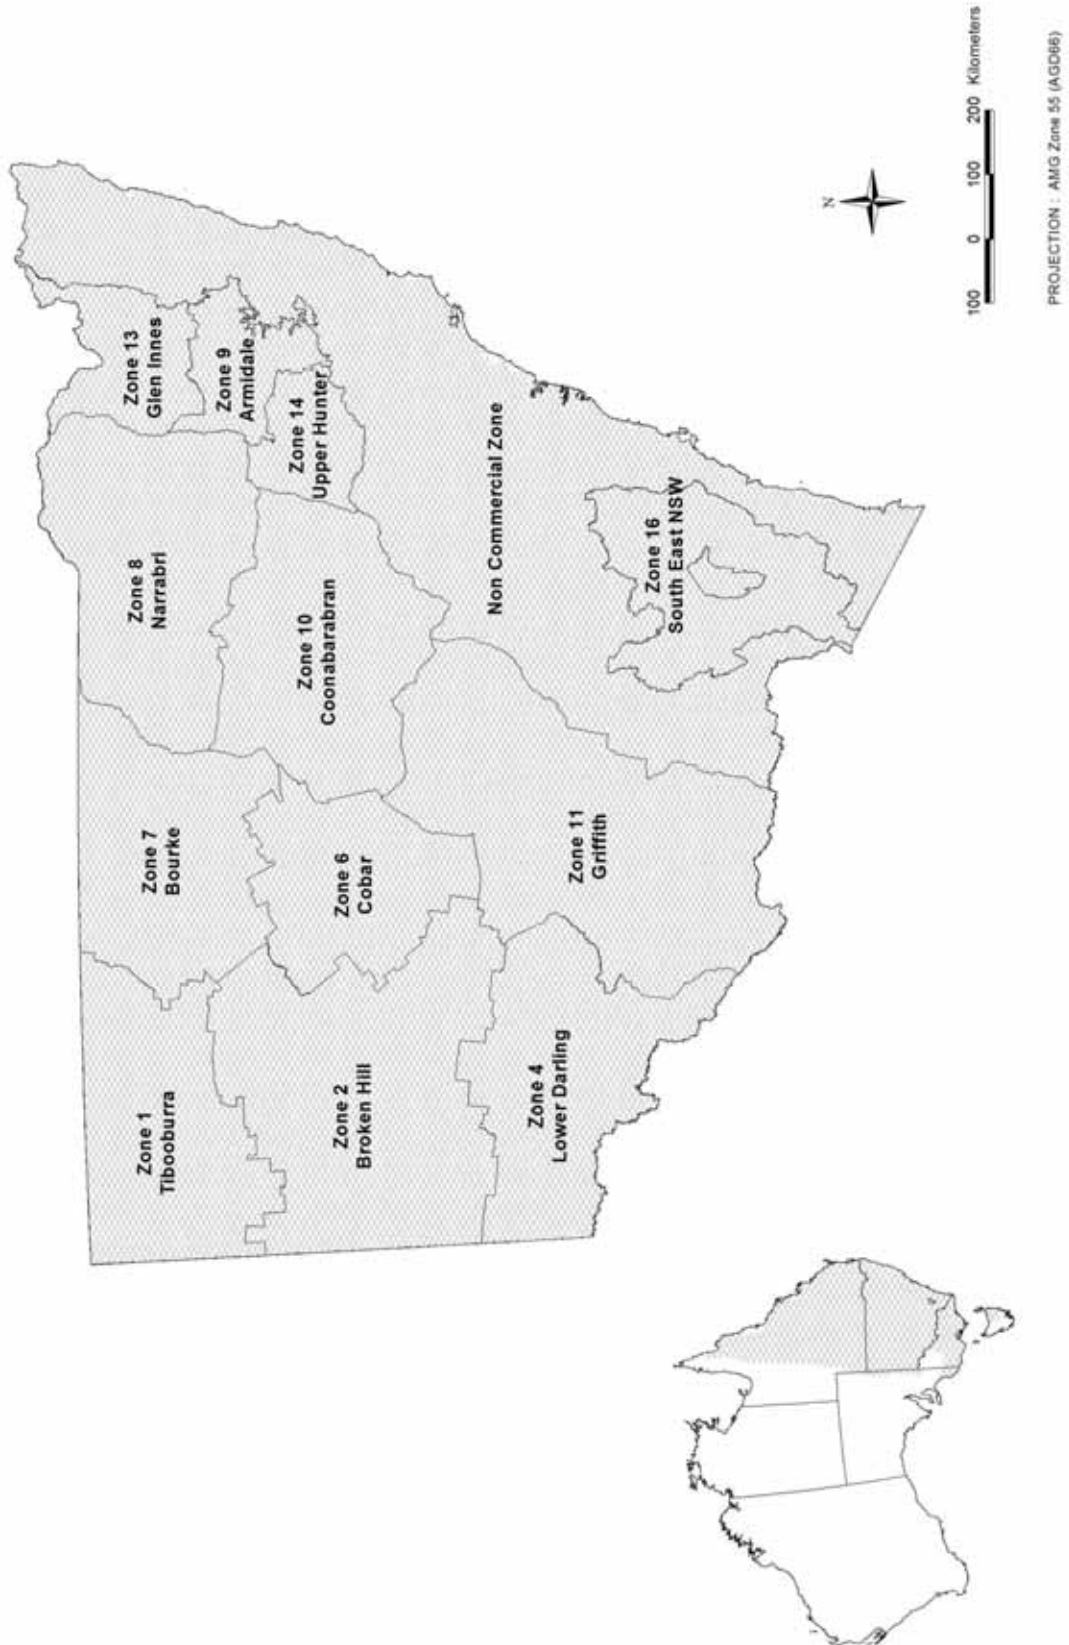 Zone 1
Tibooburra
Zone 7
Bourke
Zone 8
Narrabri
Zone 13
Glen Innes
Zone 9
Armidale
Zone 14
Upper Hunter
Zone 2
Broken Hill
Zone 6
Cobar
Zone 10
Coonabarabran
Zone 4
Lower Darling
Zone 11
Griffith
Non Commercial Zone
Zone 16
South East NSW
N
100 0 100 200 Kilometers
PROJECTION : AMG Zone 55 (AGD66)